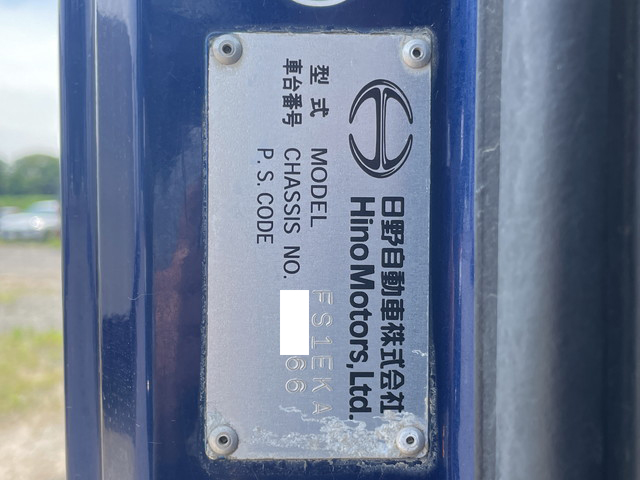 日野自動車株式会社
Hino Motors,Ltd.
型式 MODEL FS1EKA
車台番号 CHASSIS NO. 66
P.S.CODE